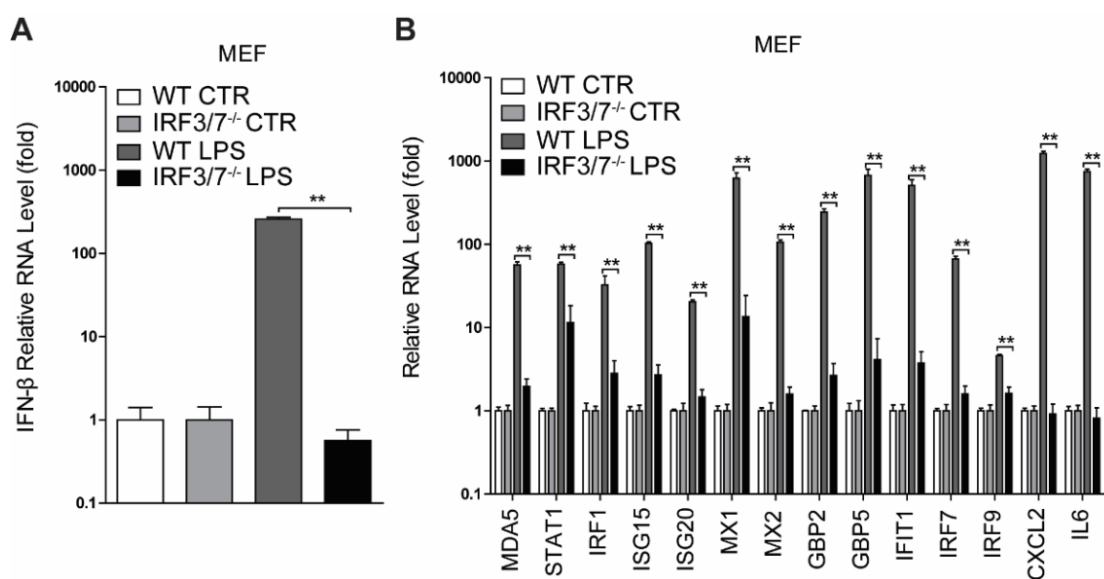 A
MEF
IFN-β Relative RNA Level (fold)
10000
1000
100
10
1
0.1
WT CTR
IRF3/7-/- CTR
WT LPS
IRF3/7-/- LPS
**
B
MEF
Relative RNA Level (fold)
10000
1000
100
10
1
0.1
WT CTR
IRF3/7-/- CTR
WT LPS
IRF3/7-/- LPS
** ** ** ** ** ** ** ** ** ** ** ** ** **
MDA5
STAT1
IRF1
ISG15
ISG20
MX1
MX2
GBP2
GBP5
IFIT1
IRF7
IRF9
CXCL2
IL6